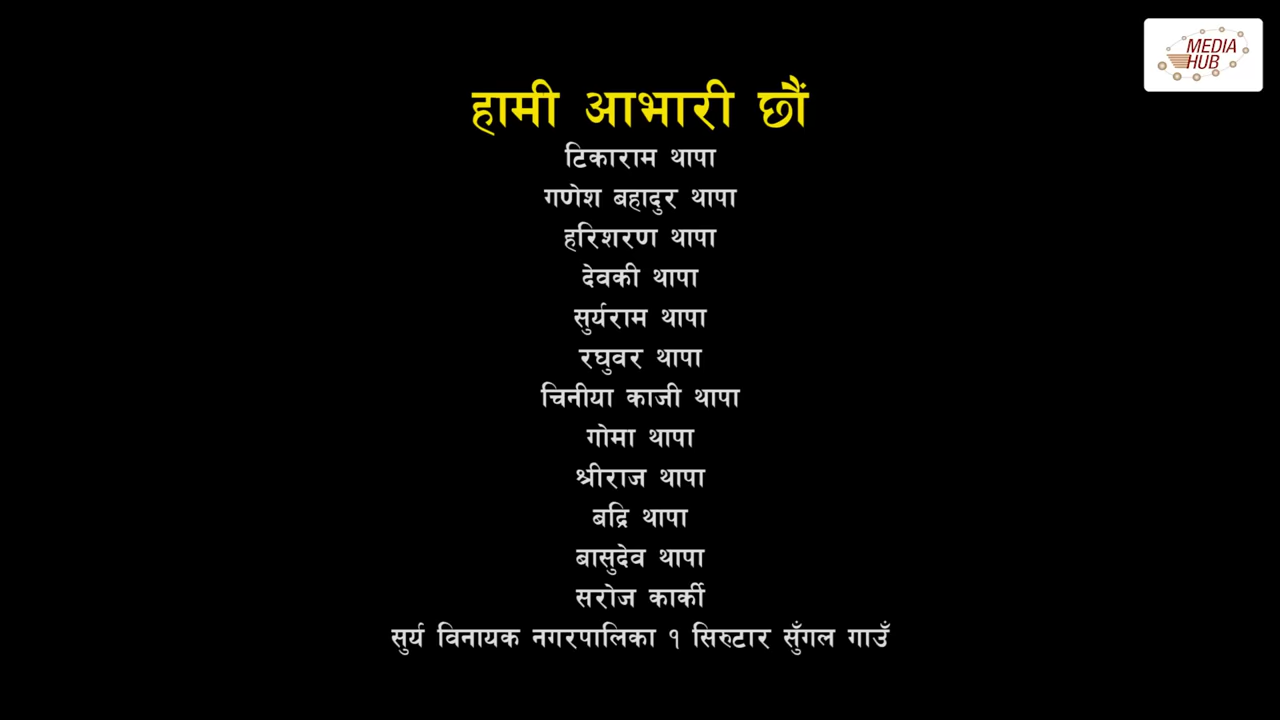 MEDIA
HUB
हामी आभारी छौं
टिकाराम थापा
गणेश बहादुर थापा
हरिशरण थापा
देवकी थापा
सुर्यराम थापा
रघुवर थापा
चिनीया काजी थापा
गोमा थापा
श्रीराज थापा
बद्रि थापा
बासुदेव थापा
सरोज कार्की
सुर्य विनायक नगरपालिका १ सिरुटार सुँगल गाउँ